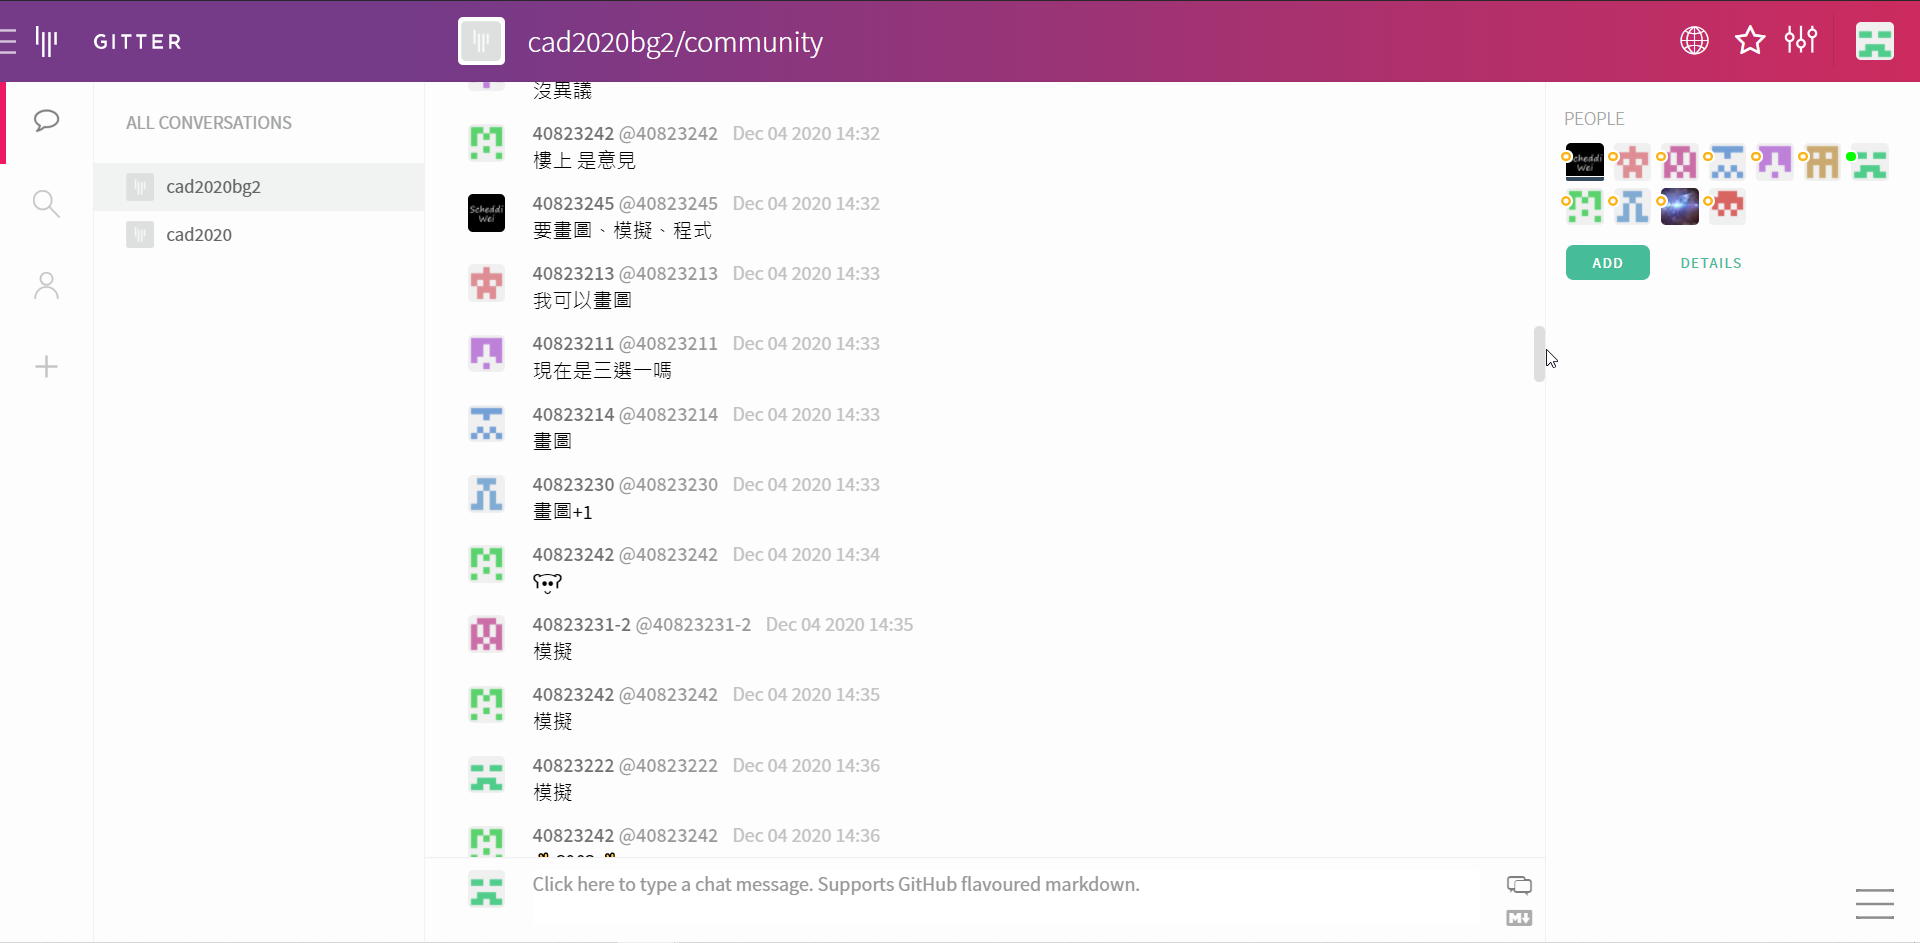 GITTER
cad2020bg2/community
ALL CONVERSATIONS
cad2020bg2
cad2020
沒異議
40823242 @40823242 Dec 04 2020 14:32
樓上 是意見
Scheddi
Wei
40823245 @40823245 Dec 04 2020 14:32
要畫圖、模擬、程式
40823213 @40823213 Dec 04 2020 14:33
我可以畫圖
40823211 @40823211 Dec 04 2020 14:33
現在是三選一嗎
40823214 @40823214 Dec 04 2020 14:33
畫圖
40823230 @40823230 Dec 04 2020 14:33
畫圖+1
40823242 @40823242 Dec 04 2020 14:34
40823231-2 @40823231-2 Dec 04 2020 14:35
模擬
40823242 @40823242 Dec 04 2020 14:35
模擬
40823222 @40823222 Dec 04 2020 14:36
模擬
40823242 @40823242 Dec 04 2020 14:36
Click here to type a chat message. Supports GitHub flavoured markdown.
M
PEOPLE
cheddi
Wei
ADD
DETAILS